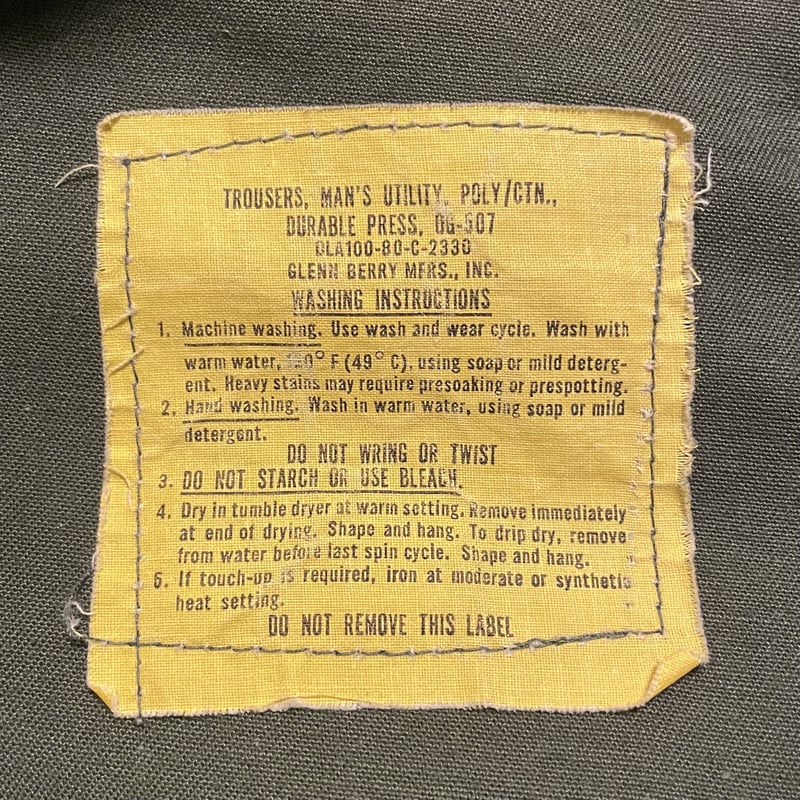 TROUSERS, MAN'S UTILITY, POLY/CTN.,
DURABLE PRESS, OG-507
DLA100-80-C-2330
GLENN BERRY MFRS., INC.
WASHING INSTRUCTIONS
1. Machine washing. Use wash and wear cycle. Wash with
warm water, 120° F (49° C), using soap or mild deterg-
ent. Heavy stains may require presoaking or prespotting.
2. Hand washing. Wash in warm water, using soap or mild
detergent.
DO NOT WRING OR TWIST
3. DO NOT STARCH OR USE BLEACH.
4. Dry in tumble dryer at warm setting. Remove immediately
at end of drying. Shape and hang. To drip dry, remove
from water before last spin cycle. Shape and hang.
5. If touch-up is required, iron at moderate or synthetic
heat setting.
DO NOT REMOVE THIS LABEL